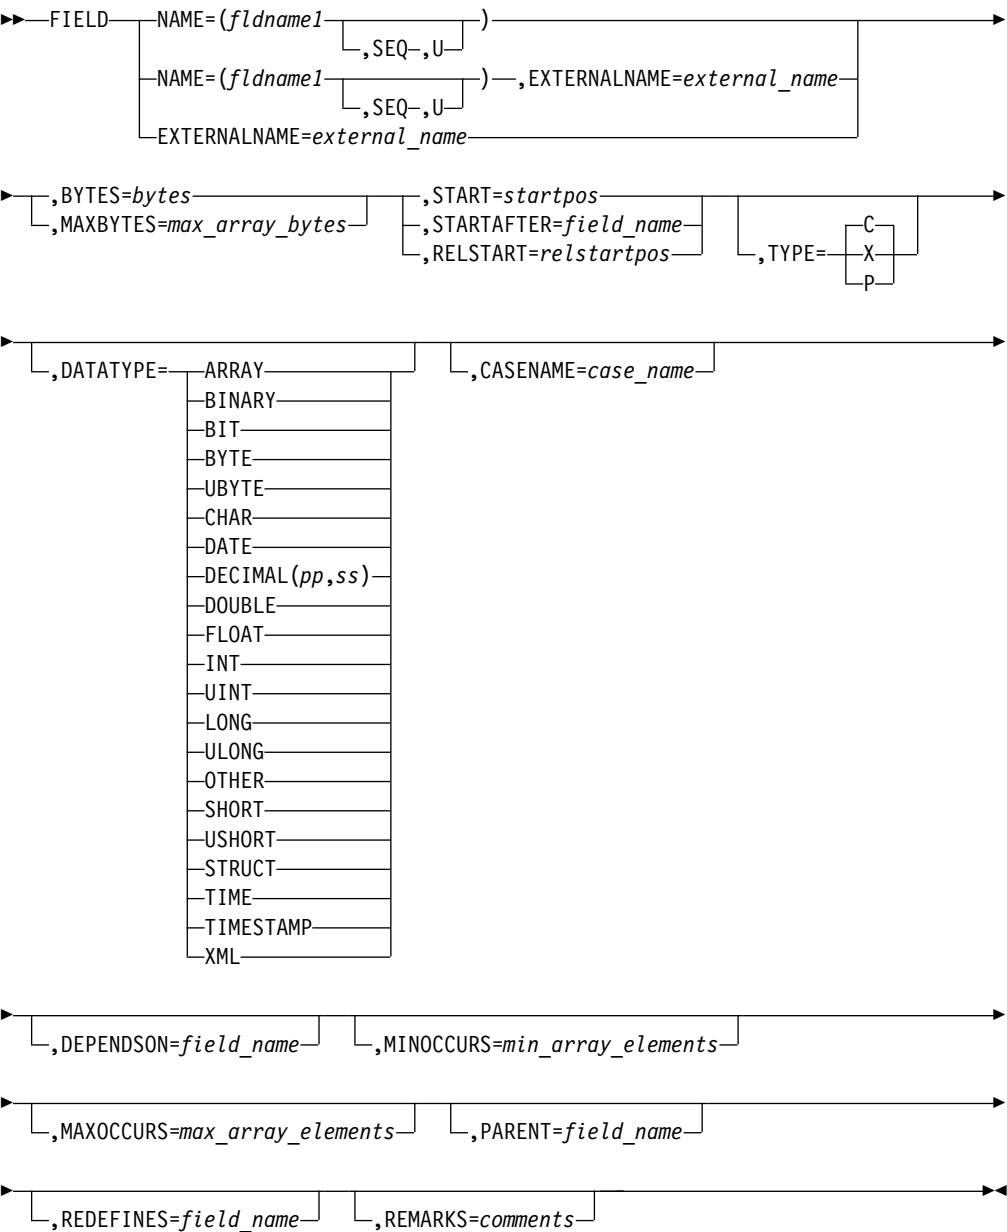 FIELD NAME=(fldname1 )
,SEQ ,U
NAME=(fldname1 ) ,EXTERNALNAME=external_name
,SEQ ,U
EXTERNALNAME=external_name
,BYTES=bytes ,START=startpos
,MAXBYTES=max_array_bytes ,STARTAFTER=field_name C
,RELSTART=relstartpos ,TYPE= X
P
,DATATYPE= ARRAY ,CASENAME=case_name
BINARY
BIT
BYTE
UBYTE
CHAR
DATE
DECIMAL(pp,ss)
DOUBLE
FLOAT
INT
UINT
LONG
ULONG
OTHER
SHORT
USHORT
STRUCT
TIME
TIMESTAMP
XML
,DEPENDSON=field_name ,MINOCCURS=min_array_elements
,MAXOCCURS=max_array_elements ,PARENT=field_name
,REDEFINES=field_name ,REMARKS=comments